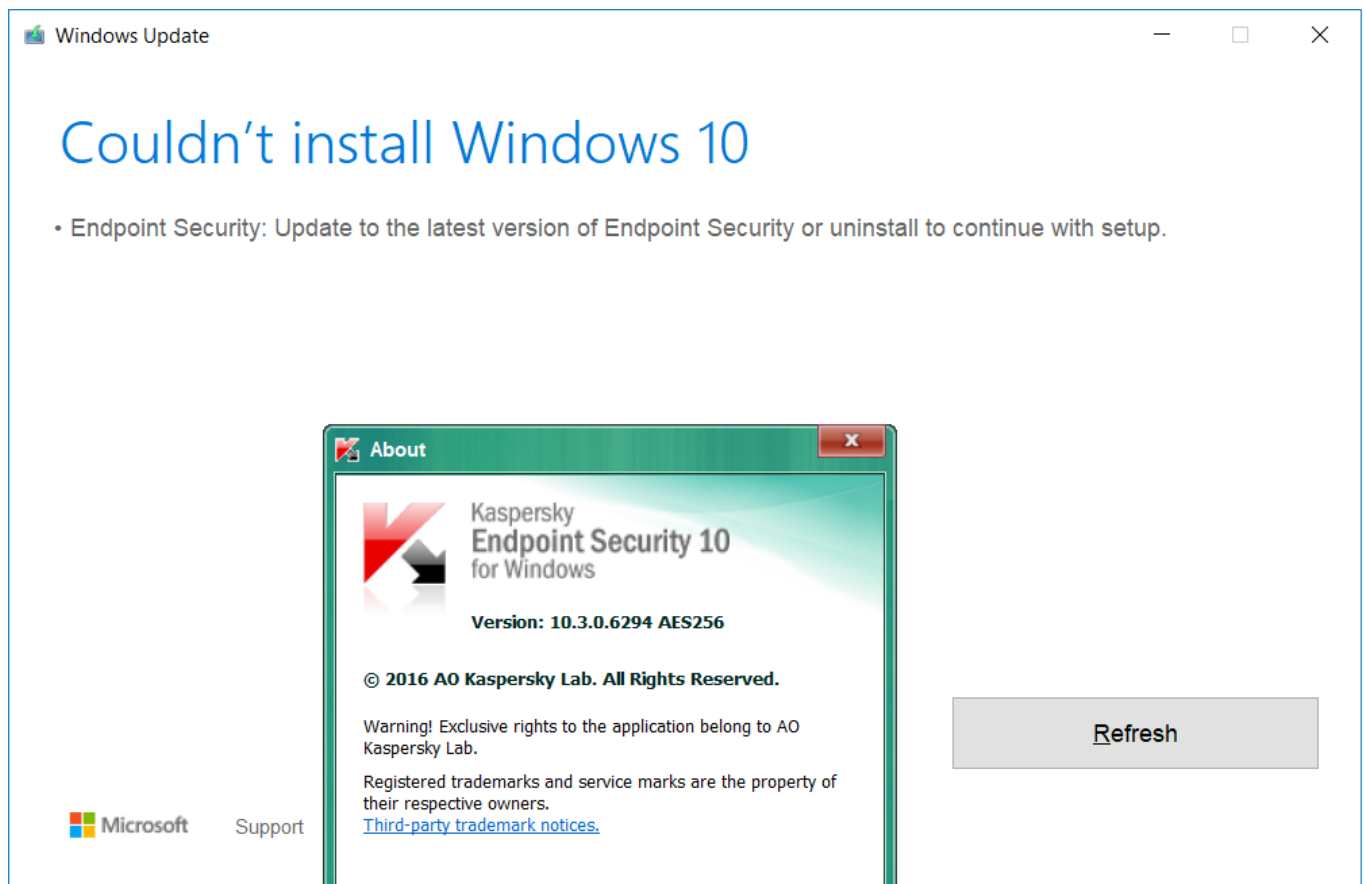 Windows Update
Couldn't install Windows 10
• Endpoint Security: Update to the latest version of Endpoint Security or uninstall to continue with setup.
About
Kaspersky
Endpoint Security 10
for Windows
Version: 10.3.0.6294 AES256
© 2016 AO Kaspersky Lab. All Rights Reserved.
Warning! Exclusive rights to the application belong to AO
Kaspersky Lab.
Registered trademarks and service marks are the property of
their respective owners.
Third-party trademark notices.
Refresh
Microsoft
Support